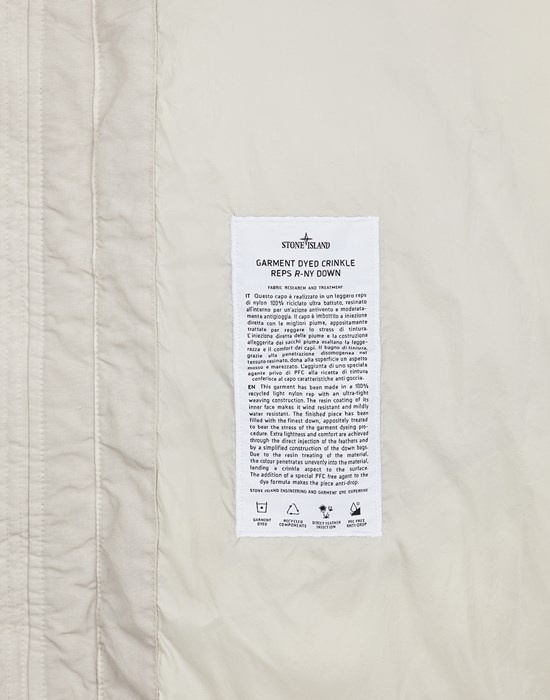 STONE ISLAND
GARMENT DYED CRINKLE
REPS R-NY DOWN
FABRIC RESEARCH AND TREATMENT
IT Questo capo è realizzato in un leggero reps
di nylon 100% riciclato ultra battuto, resinato
all'interno per un'azione antivento e moderata-
mente antipioggia. Il capo è imbottito a iniezione
diretta con le migliori piume, appositamente
trattate per reggere lo stress di tintura.
L'iniezione diretta delle piume e la costruzione
alleggerita dei sacchi piuma esaltano la legge-
rezza e il comfort dei capi. Il bagno di tintura,
grazie alla penetrazione disomogenea nel
tessuto resinato, dona alla superficie un aspetto
mosso e marezzato. L'aggiunta di uno speciale
agente privo di PFC alla ricetta di tintura
conferisce al capo caratteristiche anti goccia.
EN This garment has been made in a 100%
recycled light nylon rep with an ultra-tight
weaving construction. The resin coating of its
inner face makes it wind resistant and mildly
water resistant. The finished piece has been
filled with the finest down, appositely treated
to bear the stress of the garment dyeing pro-
cedure. Extra lightness and comfort are achieved
through the direct injection of the feathers and
by a simplified construction of the down bags.
Due to the resin treating of the material,
the colour penetrates unevenly into the material,
lending a crinkle aspect to the surface.
The addition of a special PFC free agent to the
dye formula makes the piece anti-drop.
STONE ISLAND ENGINEERING AND GARMENT DYE EXPERTISE
GARMENT DYED
RECYCLED COMPONENTS
DIRECT FEATHER INJECTION
PFC FREE ANTI-DROP